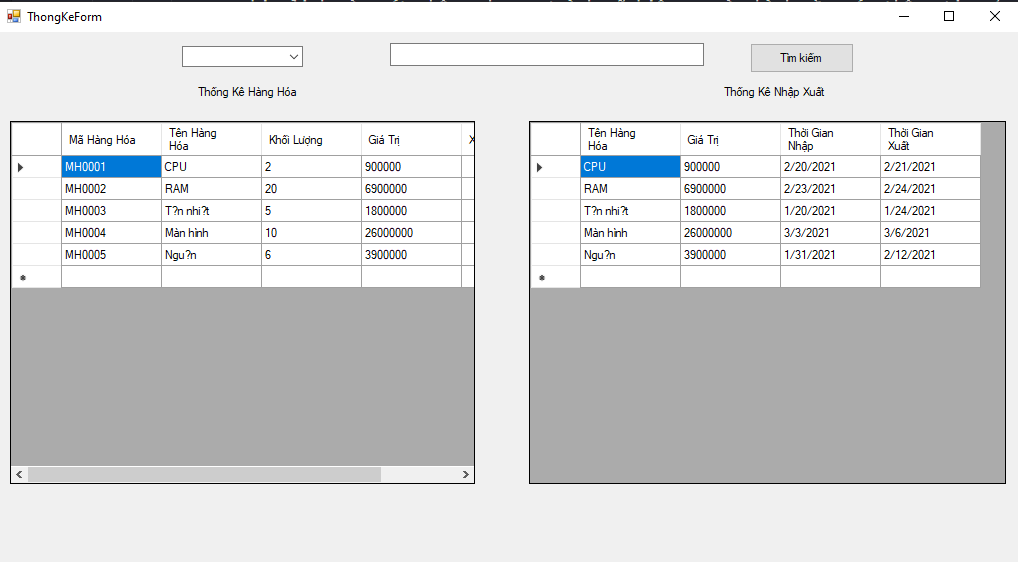 ThongKeForm
Tìm kiếm
Thống Kê Hàng Hóa
Thống Kê Nhập Xuất
Mã Hàng Hóa Tên Hàng Hóa Khối Lượng Giá Trị X
MH0001 CPU 2 900000
MH0002 RAM 20 6900000
MH0003 T?n nhi?t 5 1800000
MH0004 Màn hình 10 26000000
MH0005 Ngu?n 6 3900000
Tên Hàng Hóa Giá Trị Thời Gian Nhập Thời Gian Xuất
CPU 900000 2/20/2021 2/21/2021
RAM 6900000 2/23/2021 2/24/2021
T?n nhi?t 1800000 1/20/2021 1/24/2021
Màn hình 26000000 3/3/2021 3/6/2021
Ngu?n 3900000 1/31/2021 2/12/2021